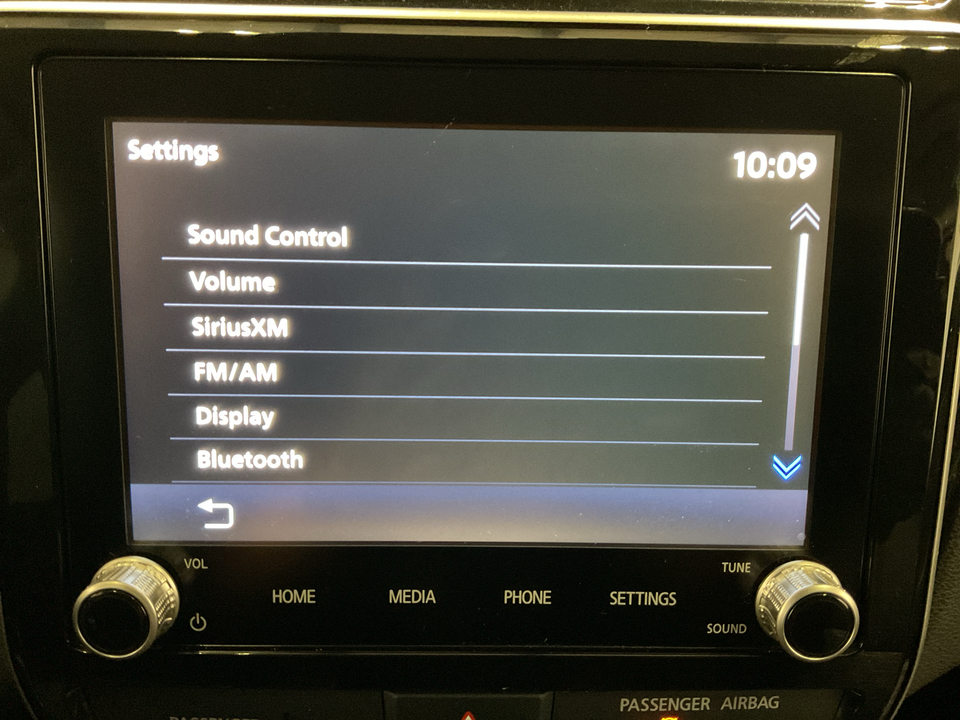 Settings
10:09
Sound Control
Volume
SiriusXM
FM/AM
Display
Bluetooth
VOL
TUNE
HOME MEDIA PHONE SETTINGS
SOUND
PASSENGER AIRBAG
PASSENGER